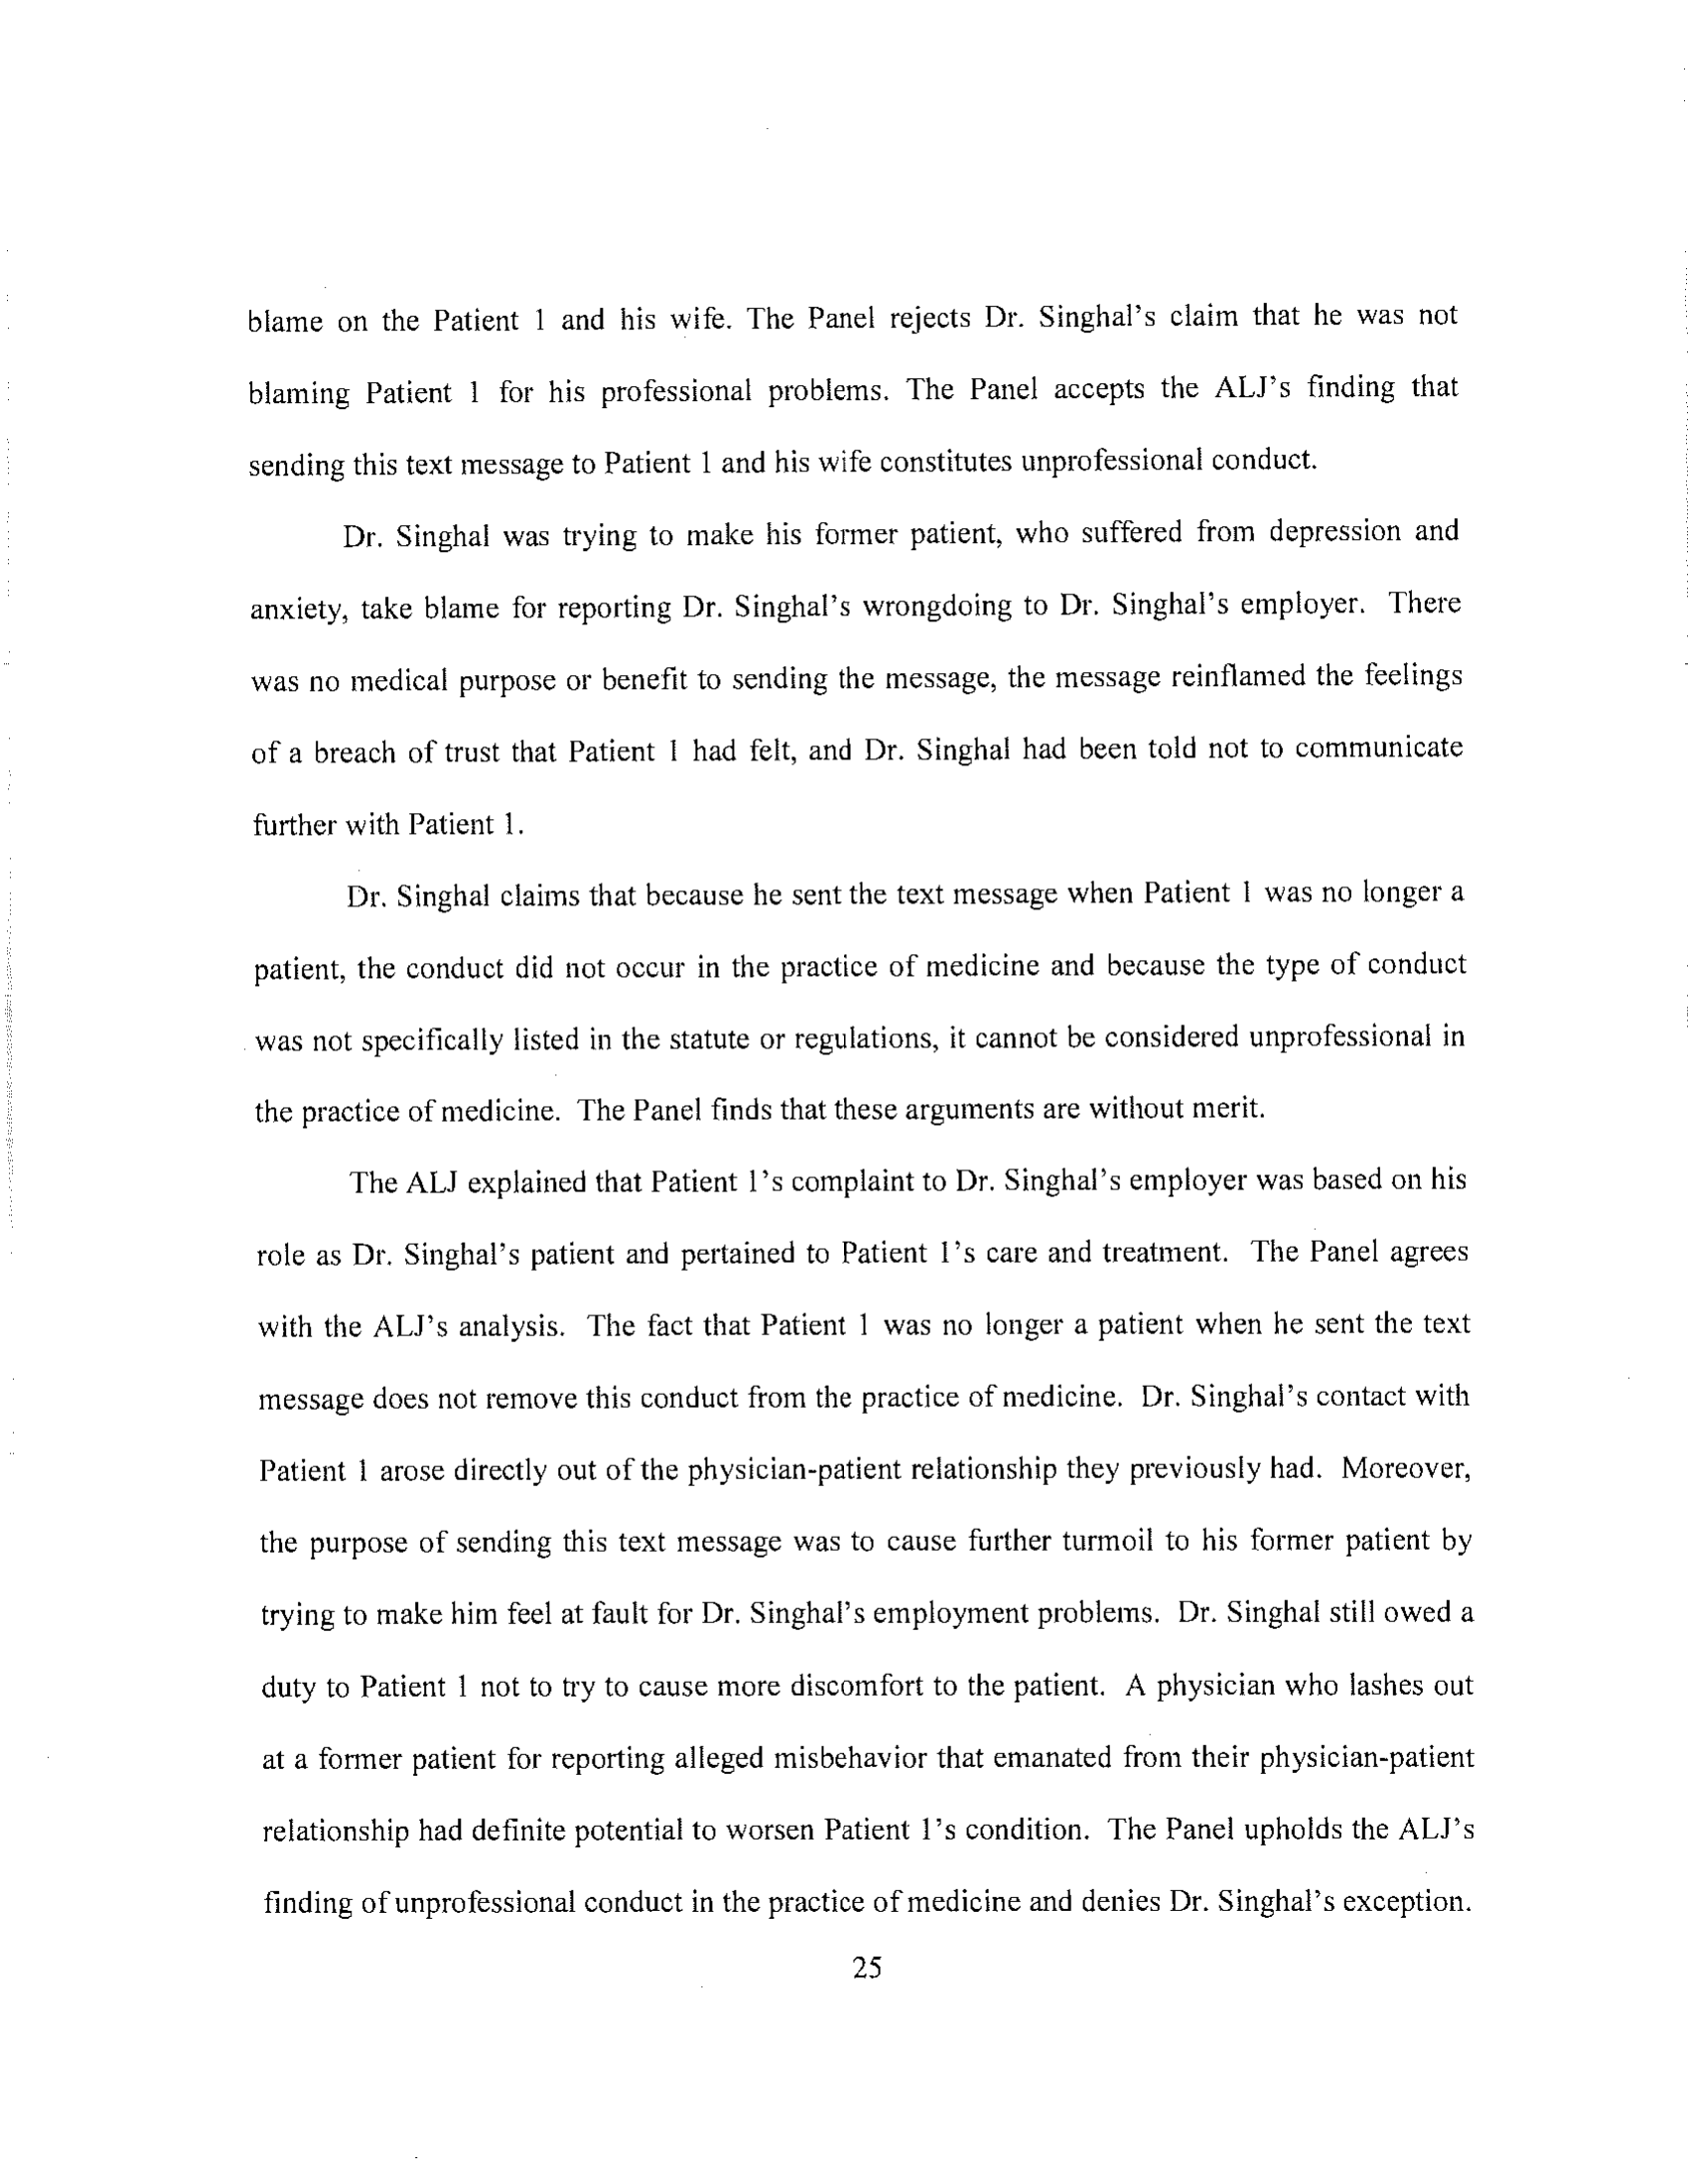 blame on the Patient 1 and his wife. The Panel rejects Dr. Singhal's claim that he was not
blaming Patient 1 for his professional problems. The Panel accepts the ALJ's finding that
sending this text message to Patient 1 and his wife constitutes unprofessional conduct.
Dr. Singhal was trying to make his former patient, who suffered from depression and
anxiety, take blame for reporting Dr. Singhal's wrongdoing to Dr. Singhal's employer. There
was no medical purpose or benefit to sending the message, the message reinflamed the feelings
of a breach of trust that Patient 1 had felt, and Dr. Singhal had been told not to communicate
further with Patient 1.
Dr. Singhal claims that because he sent the text message when Patient 1 was no longer a
patient, the conduct did not occur in the practice of medicine and because the type of conduct
was not specifically listed in the statute or regulations, it cannot be considered unprofessional in
the practice of medicine. The Panel finds that these arguments are without merit.
The ALJ explained that Patient 1's complaint to Dr. Singhal's employer was based on his
role as Dr. Singhal's patient and pertained to Patient 1's care and treatment. The Panel agrees
with the ALJ's analysis. The fact that Patient 1 was no longer a patient when he sent the text
message does not remove this conduct from the practice of medicine. Dr. Singhal's contact with
Patient 1 arose directly out of the physician-patient relationship they previously had. Moreover,
the purpose of sending this text message was to cause further turmoil to his former patient by
trying to make him feel at fault for Dr. Singhal's employment problems. Dr. Singhal still owed a
duty to Patient 1 not to try to cause more discomfort to the patient. A physician who lashes out
at a former patient for reporting alleged misbehavior that emanated from their physician-patient
relationship had definite potential to worsen Patient 1's condition. The Panel upholds the ALJ's
finding of unprofessional conduct in the practice of medicine and denies Dr. Singhal's exception.
25